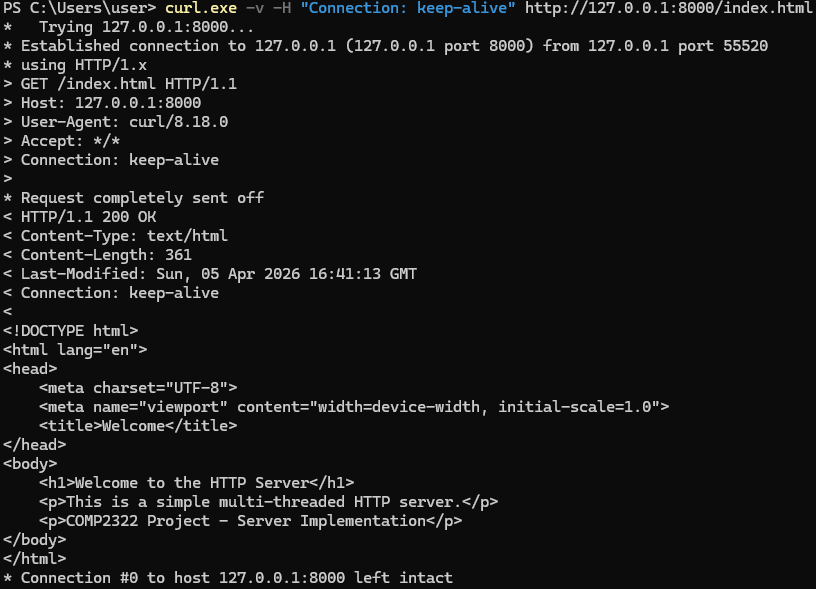 PS C:\Users\user> curl.exe -v -H "Connection: keep-alive" http://127.0.0.1:8000/index.html
*   Trying 127.0.0.1:8000...
* Established connection to 127.0.0.1 (127.0.0.1 port 8000) from 127.0.0.1 port 55520
* using HTTP/1.x
> GET /index.html HTTP/1.1
> Host: 127.0.0.1:8000
> User-Agent: curl/8.18.0
> Accept: */*
> Connection: keep-alive
>
* Request completely sent off
< HTTP/1.1 200 OK
< Content-Type: text/html
< Content-Length: 361
< Last-Modified: Sun, 05 Apr 2026 16:41:13 GMT
< Connection: keep-alive
<
<!DOCTYPE html>
<html lang="en">
<head>
    <meta charset="UTF-8">
    <meta name="viewport" content="width=device-width, initial-scale=1.0">
    <title>Welcome</title>
</head>
<body>
    <h1>Welcome to the HTTP Server</h1>
    <p>This is a simple multi-threaded HTTP server.</p>
    <p>COMP2322 Project - Server Implementation</p>
</body>
</html>
* Connection #0 to host 127.0.0.1:8000 left intact